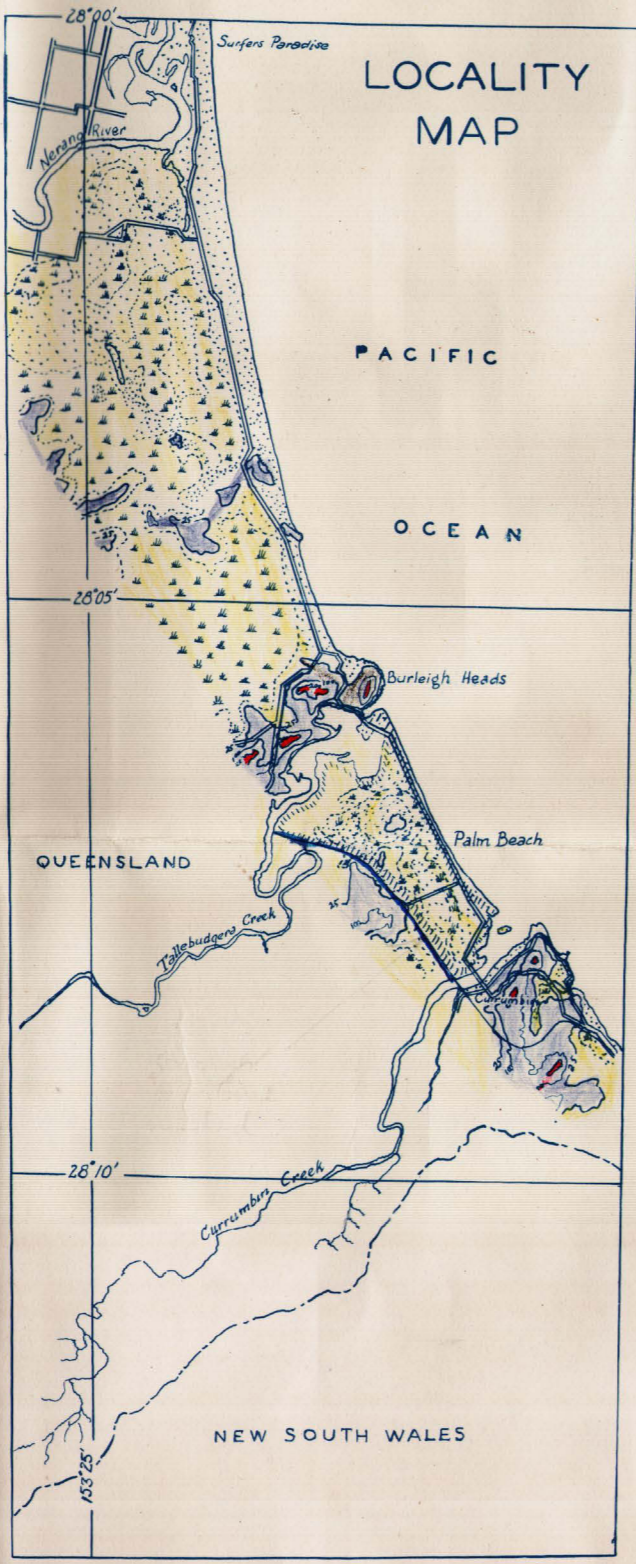 28°00'
Surfers Paradise
LOCALITY
MAP
Nerang River
PACIFIC
OCEAN
28°05'
Burleigh Heads
Palm Beach
QUEENSLAND
Tallebudgera Creek
Currumbin
28°10'
Currumbin Creek
NEW SOUTH WALES
153°25'